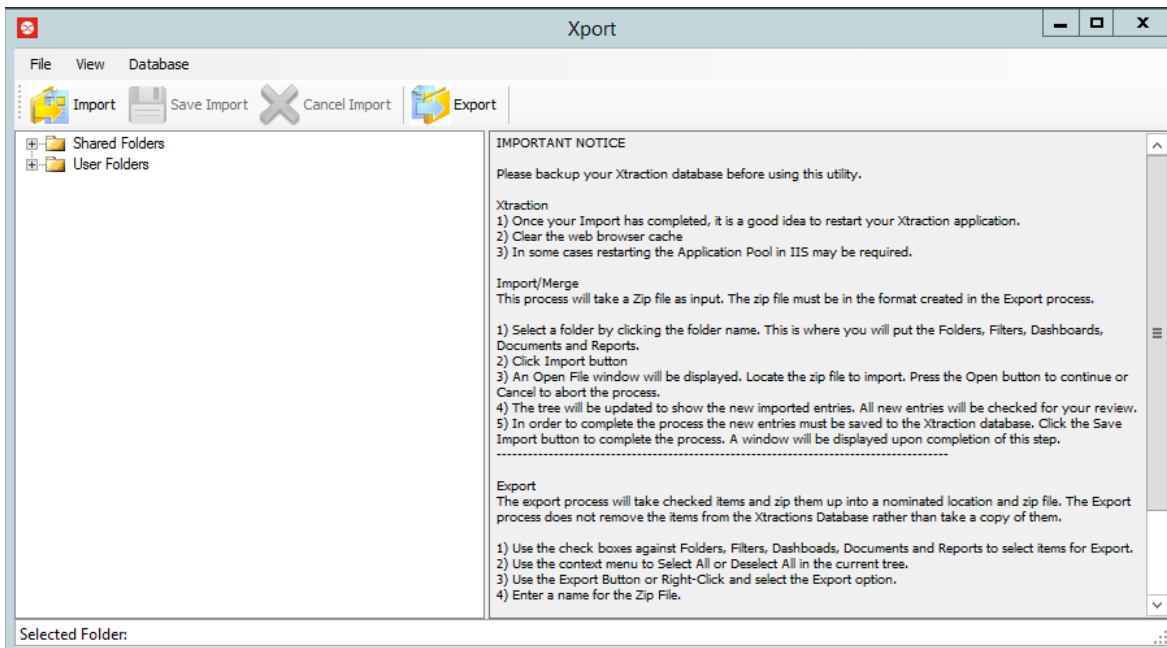 Xport
File View Database
Import Save Import Cancel Import Export
Shared Folders
User Folders
IMPORTANT NOTICE
Please backup your Xtraction database before using this utility.
Xtraction
1) Once your Import has completed, it is a good idea to restart your Xtraction application.
2) Clear the web browser cache
3) In some cases restarting the Application Pool in IIS may be required.
Import/Merge
This process will take a Zip file as input. The zip file must be in the format created in the Export process.
1) Select a folder by clicking the folder name. This is where you will put the Folders, Filters, Dashboards,
Documents and Reports.
2) Click Import button
3) An Open File window will be displayed. Locate the zip file to import. Press the Open button to continue or
Cancel to abort the process.
4) The tree will be updated to show the new imported entries. All new entries will be checked for your review.
5) In order to complete the process the new entries must be saved to the Xtraction database. Click the Save
Import button to complete the process. A window will be displayed upon completion of this step.
---------------------------------------------------------------------------------------
Export
The export process will take checked items and zip them up into a nominated location and zip file. The Export
process does not remove the items from the Xtractions Database rather than take a copy of them.
1) Use the check boxes against Folders, Filters, Dashboads, Documents and Reports to select items for Export.
2) Use the context menu to Select All or Deselect All in the current tree.
3) Use the Export Button or Right-Click and select the Export option.
4) Enter a name for the Zip File.
Selected Folder: